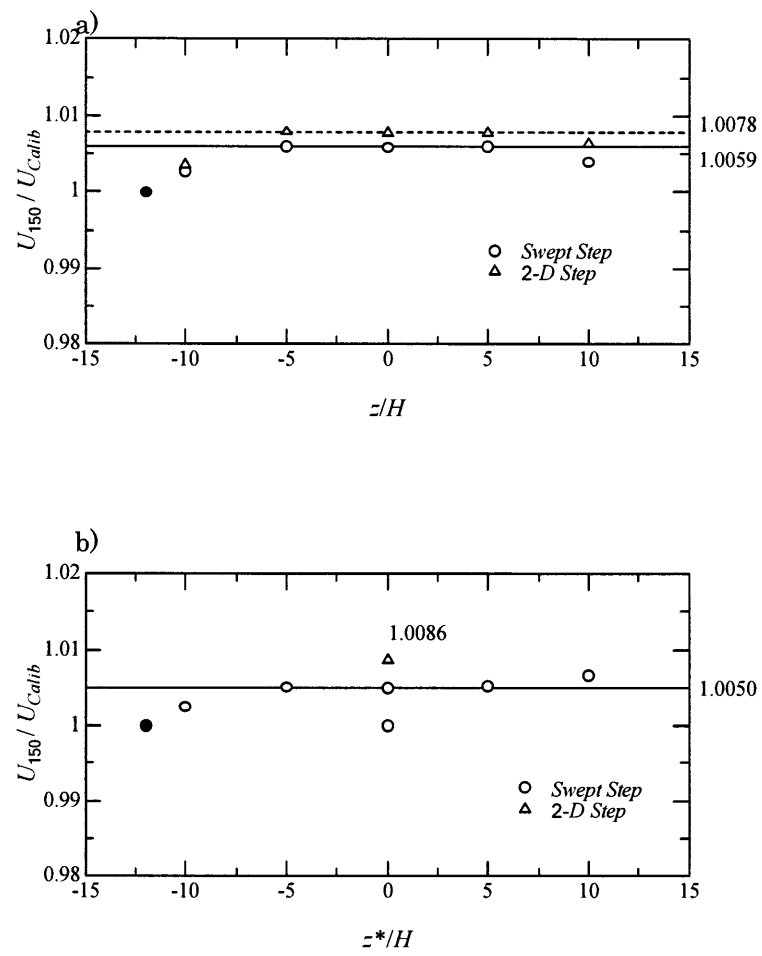 a)
1.02
1.01
1
0.99
0.98
U150 / UCalib
1.0078
1.0059
Swept Step
2-D Step
-15 -10 -5 0 5 10 15
z/H
b)
1.02
1.01
1
0.99
0.98
U150 / UCalib
1.0086
1.0050
Swept Step
2-D Step
-15 -10 -5 0 5 10 15
z*/H